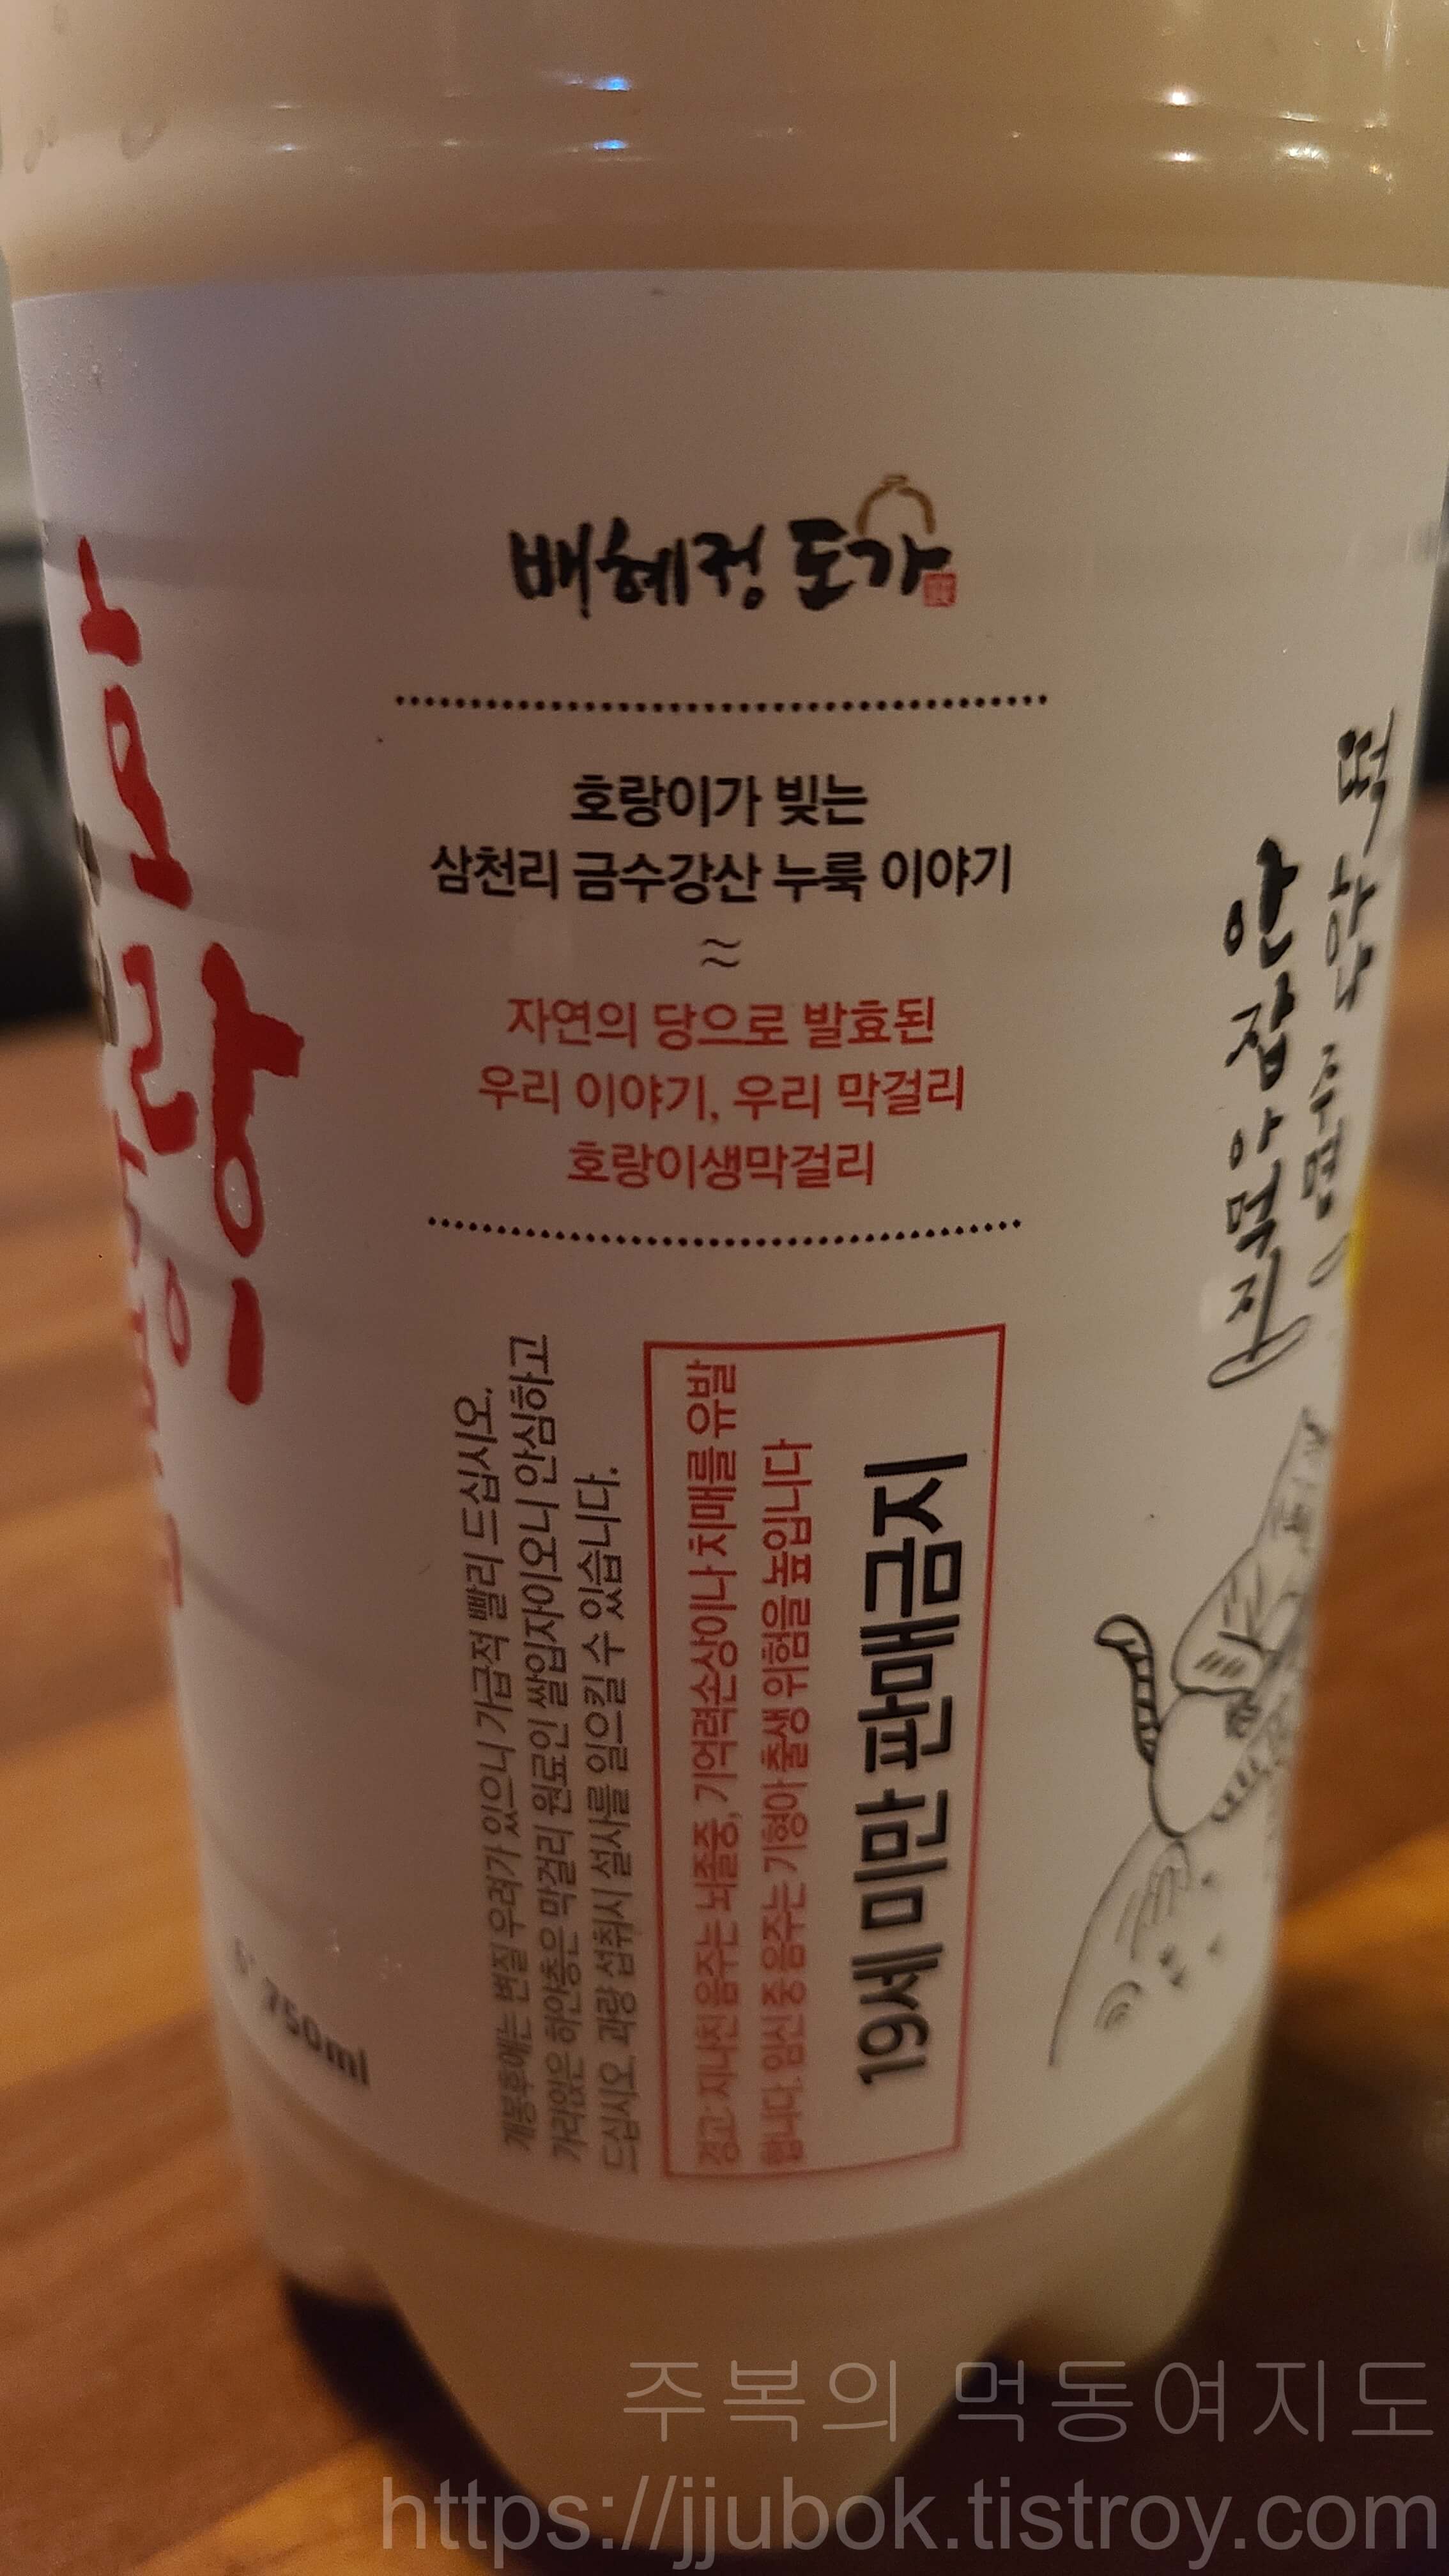 배혜정 도가
호랑이가 빚는
삼천리 금수강산 누룩 이야기
자연의 당으로 발효된
우리 이야기, 우리 막걸리
호랑이생막걸리
개봉후에는 변질 우려가 있으니 가급적 빨리 드십시오.
가라앉은 하얀층은 막걸리 원료인 쌀입자이오니 안심하고
드십시오. 과량 섭취시 설사를 일으킬 수 있습니다.
경고: 지나친 음주는 뇌졸중, 기억력손상이나 치매를 유발
합니다. 임신 중 음주는 기형아 출생 위험을 높입니다
19세 미만 판매금지
떡 하나 주면
안 잡아먹지
랑이
750ml
주복의 먹동여지도
https://jjubok.tistroy.com